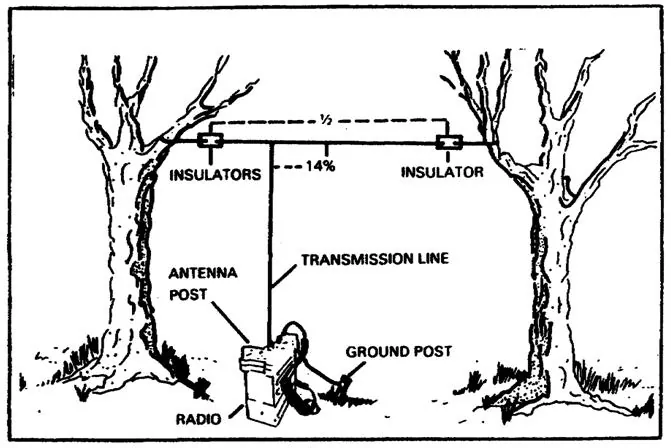 ½
INSULATORS
14%
INSULATOR
TRANSMISSION LINE
ANTENNA
POST
GROUND POST
RADIO